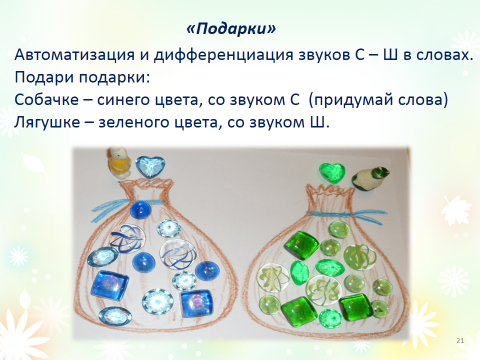 «Подарки»
Автоматизация и дифференциация звуков С – Ш в словах.
Подари подарки:
Собачке – синего цвета, со звуком С  (придумай слова)
Лягушке – зеленого цвета, со звуком Ш.
21